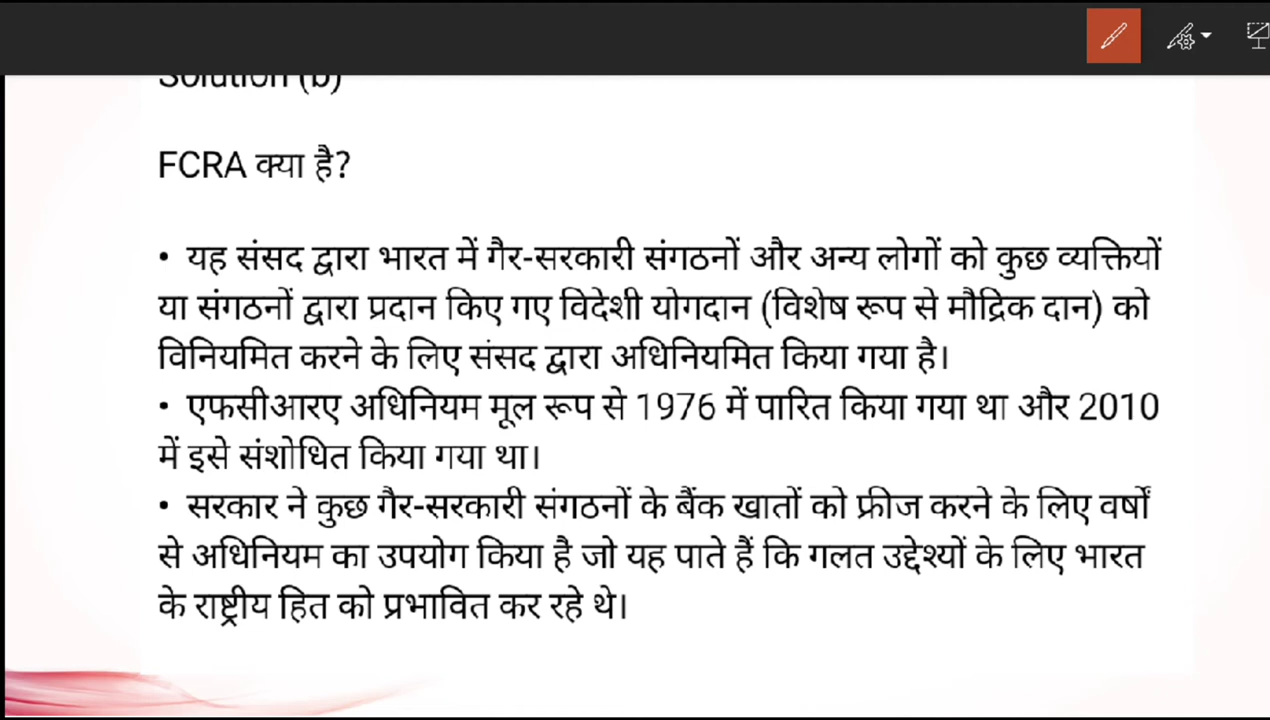 Solution (b)
FCRA क्या है?
• यह संसद द्वारा भारत में गैर-सरकारी संगठनों और अन्य लोगों को कुछ व्यक्तियों
या संगठनों द्वारा प्रदान किए गए विदेशी योगदान (विशेष रूप से मौद्रिक दान) को
विनियमित करने के लिए संसद द्वारा अधिनियमित किया गया है।
• एफसीआरए अधिनियम मूल रूप से 1976 में पारित किया गया था और 2010
में इसे संशोधित किया गया था।
• सरकार ने कुछ गैर-सरकारी संगठनों के बैंक खातों को फ्रीज करने के लिए वर्षों
से अधिनियम का उपयोग किया है जो यह पाते हैं कि गलत उद्देश्यों के लिए भारत
के राष्ट्रीय हित को प्रभावित कर रहे थे।